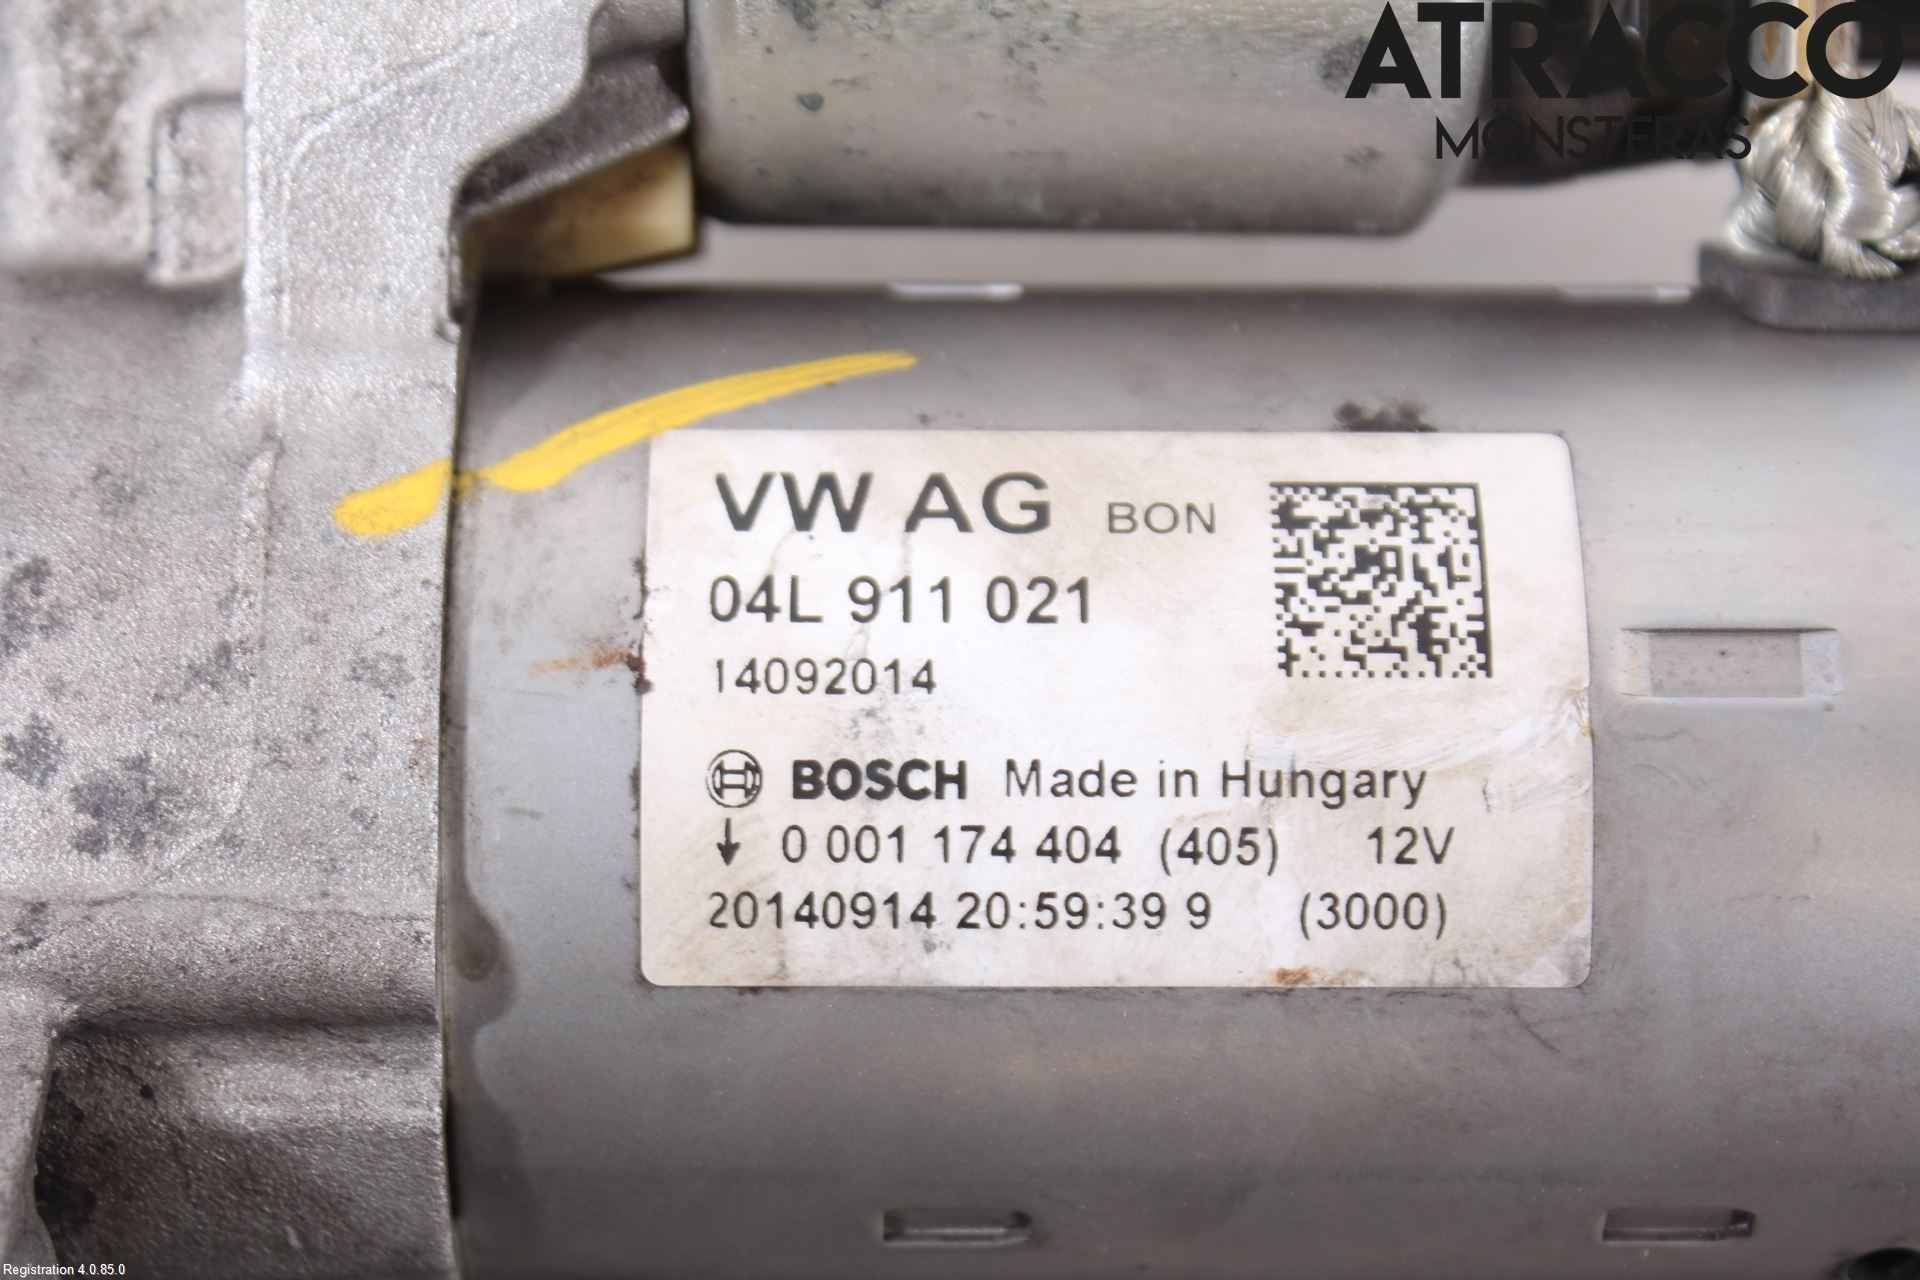 ATRACCO
MÖNSTERÅS
VW AG BON
04L 911 021
14092014
BOSCH Made in Hungary
↓ 0 001 174 404 (405) 12V
20140914 20:59:39 9 (3000)
Registration 4.0.85.0